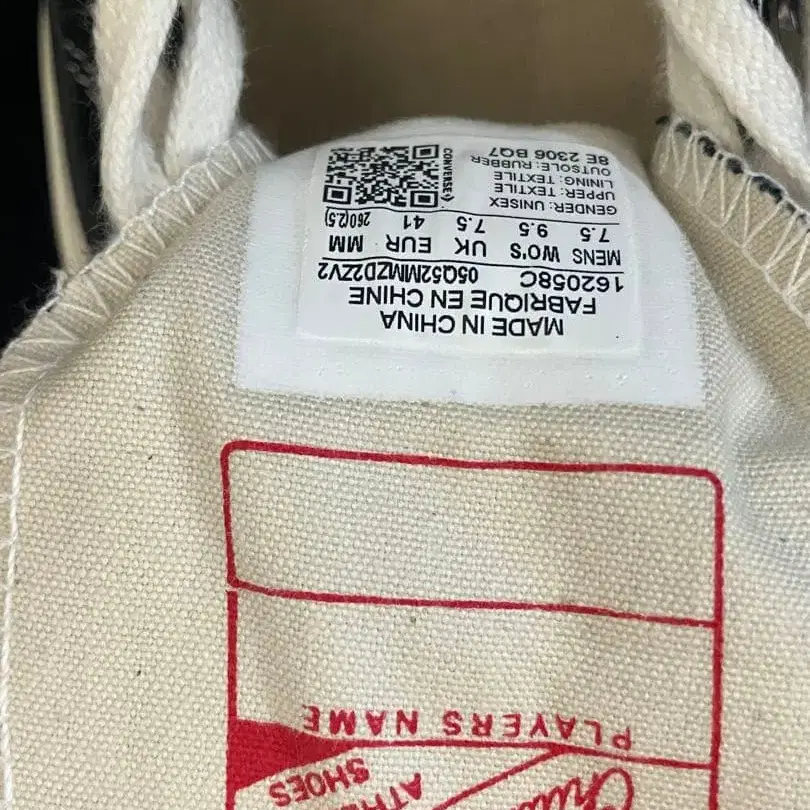 MADE IN CHINA
FABRIQUE EN CHINE
162058C 05Q52MMZD2ZV2
MENS WO'S UK EUR MM
7.5 9.5 7.5 41 260(2.5)
GENDER: UNISEX
UPPER: TEXTILE
LINING: TEXTILE
OUTSOLE: RUBBER
8E 2306 BQ7
CONVERSE
PLAYERS NAME
SHOES